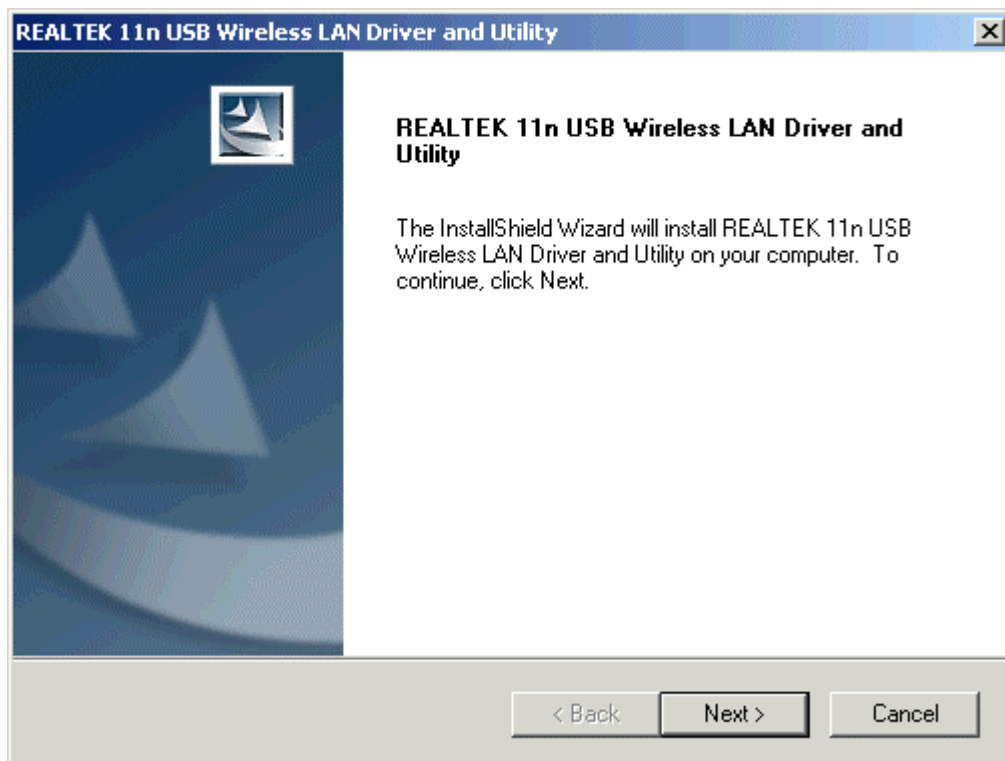 REALTEK 11n USB Wireless LAN Driver and Utility
REALTEK 11n USB Wireless LAN Driver and
Utility
The InstallShield Wizard will install REALTEK 11n USB
Wireless LAN Driver and Utility on your computer.  To
continue, click Next.
< Back
Next >
Cancel